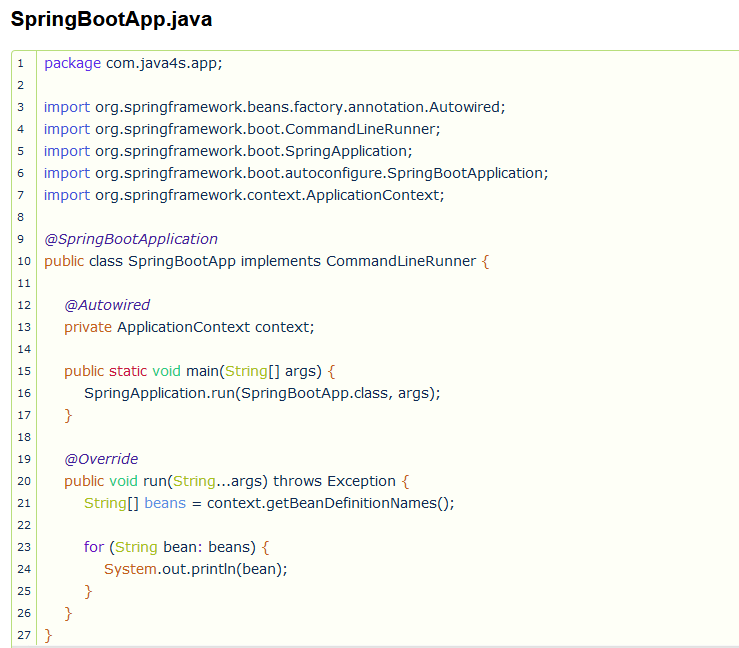 SpringBootApp.java
1 package com.java4s.app;
2
3 import org.springframework.beans.factory.annotation.Autowired;
4 import org.springframework.boot.CommandLineRunner;
5 import org.springframework.boot.SpringApplication;
6 import org.springframework.boot.autoconfigure.SpringBootApplication;
7 import org.springframework.context.ApplicationContext;
8
9 @SpringBootApplication
10 public class SpringBootApp implements CommandLineRunner {
11
12     @Autowired
13     private ApplicationContext context;
14
15     public static void main(String[] args) {
16         SpringApplication.run(SpringBootApp.class, args);
17     }
18
19     @Override
20     public void run(String...args) throws Exception {
21         String[] beans = context.getBeanDefinitionNames();
22
23         for (String bean: beans) {
24             System.out.println(bean);
25         }
26     }
27 }